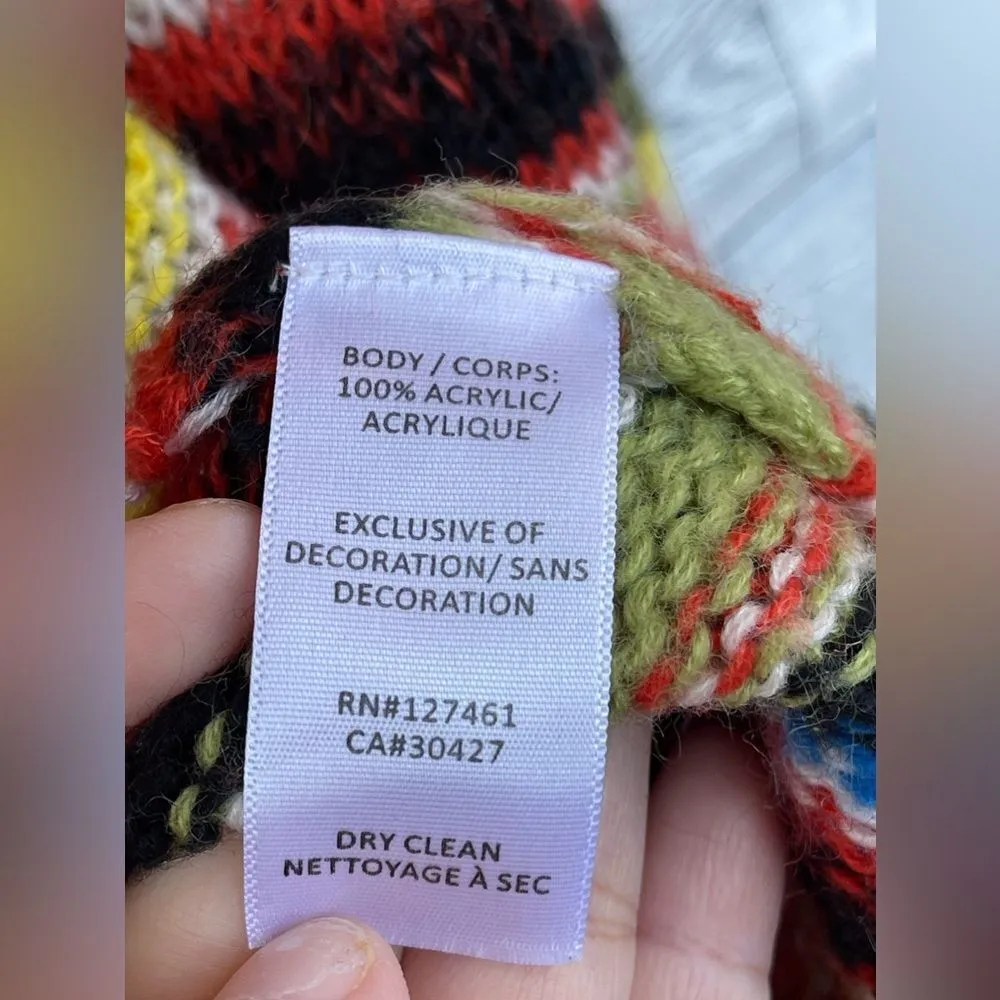 BODY / CORPS:
100% ACRYLIC/
ACRYLIQUE
EXCLUSIVE OF
DECORATION/ SANS
DECORATION
RN#127461
CA#30427
DRY CLEAN
NETTOYAGE À SEC